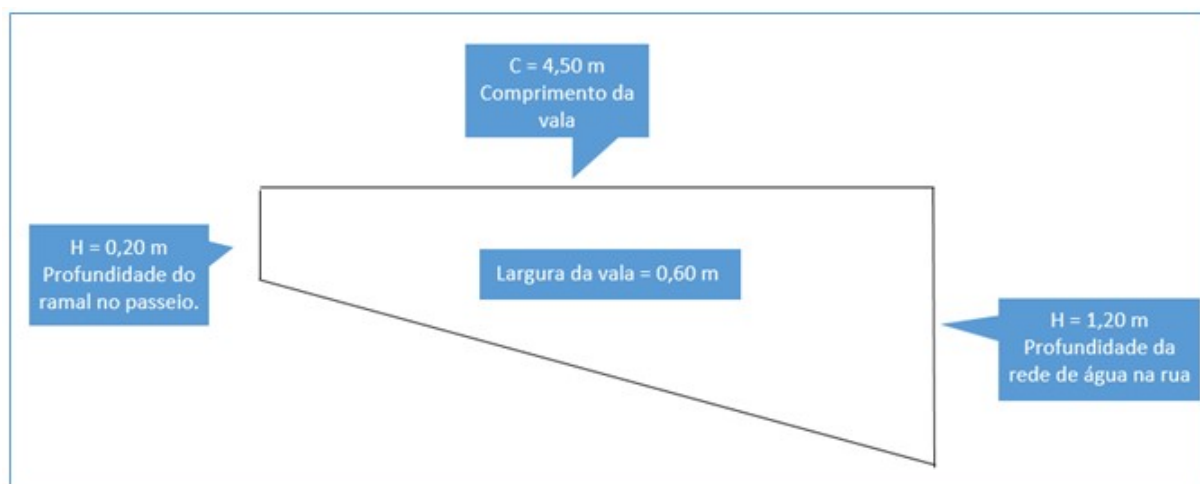 C = 4,50 m
Comprimento da
vala
H = 0,20 m
Profundidade do
ramal no passeio.
Largura da vala = 0,60 m
H = 1,20 m
Profundidade da
rede de água na rua